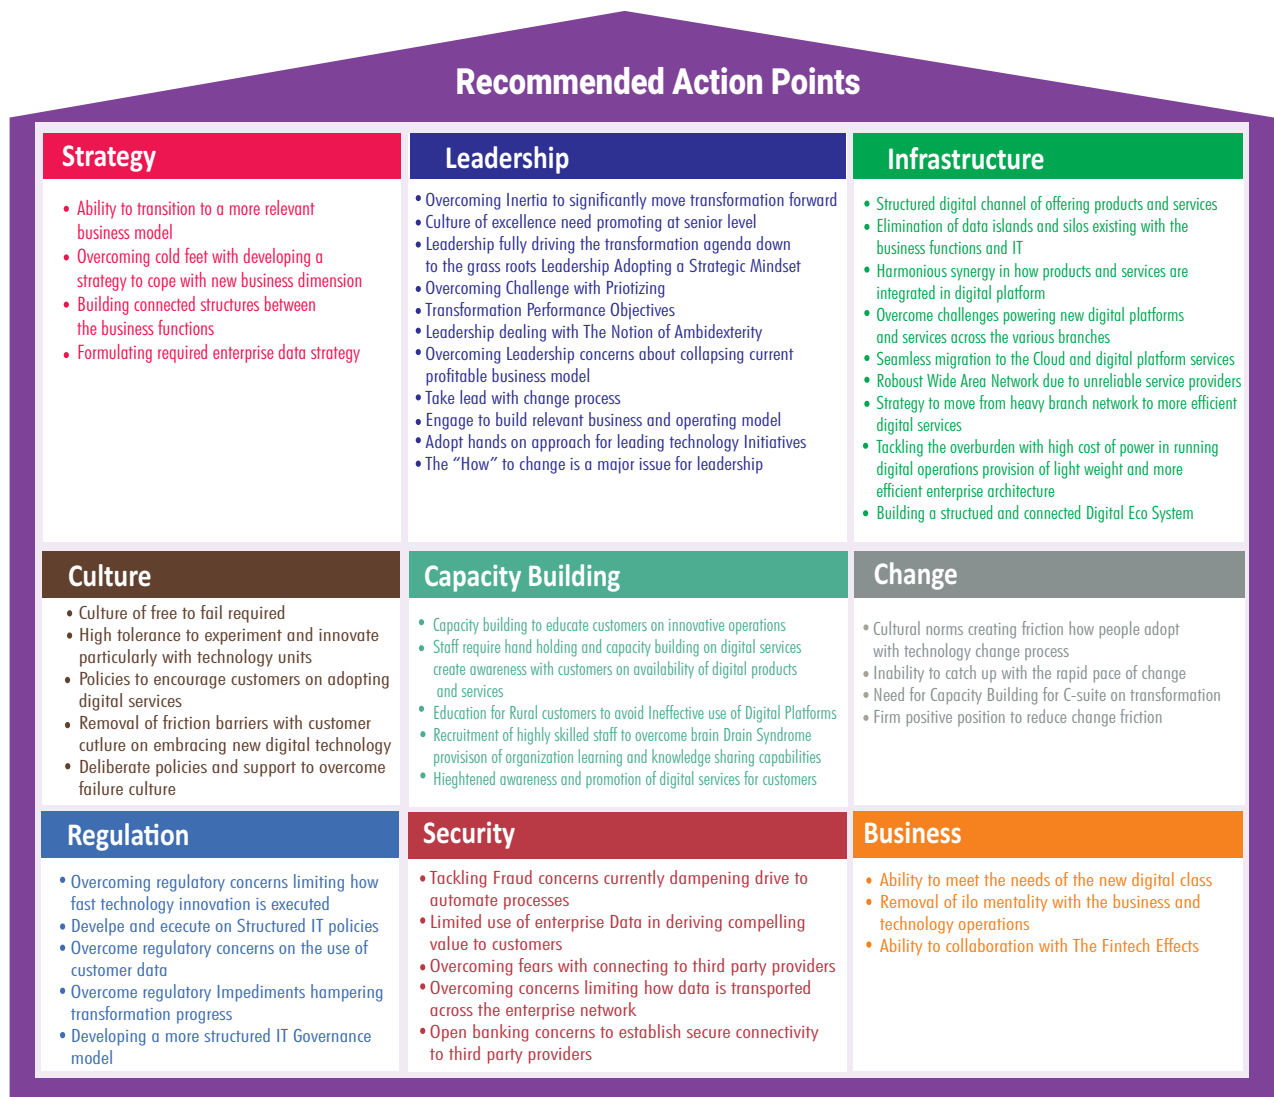 Recommended Action Points
Strategy
• Ability to transition to a more relevant
business model
• Overcoming cold feet with developing a
strategy to cope with new business dimension
• Building connected structures between
the business functions
• Formulating required enterprise data strategy
Leadership
• Overcoming Inertia to significantly move transformation forward
• Culture of excellence need promoting at senior level
• Leadership fully driving the transformation agenda down
to the grass roots Leadership Adopting a Strategic Mindset
• Overcoming Challenge with Priotizing
• Transformation Performance Objectives
• Leadership dealing with The Notion of Ambidexterity
• Overcoming Leadership concerns about collapsing current
profitable business model
• Take lead with change process
• Engage to build relevant business and operating model
• Adopt hands on approach for leading technology Initiatives
• The “How” to change is a major issue for leadership
Infrastructure
• Structured digital channel of offering products and services
• Elimination of data islands and silos existing with the
business functions and IT
• Harmonious synergy in how products and services are
integrated in digital platform
• Overcome challenges powering new digital platforms
and services across the various branches
• Seamless migration to the Cloud and digital platform services
• Roboust Wide Area Network due to unreliable service providers
• Strategy to move from heavy branch network to more efficient
digital services
• Tackling the overburden with high cost of power in running
digital operations provision of light weight and more
efficient enterprise architecture
• Building a structued and connected Digital Eco System
Culture
• Culture of free to fail required
• High tolerance to experiment and innovate
particularly with technology units
• Policies to encourage customers on adopting
digital services
• Removal of friction barriers with customer
cutlure on embracing new digital technology
• Deliberate policies and support to overcome
failure culture
Capacity Building
• Capacity building to educate customers on innovative operations
• Staff require hand holding and capacity building on digital services
create awareness with customers on availability of digital products
and services
• Education for Rural customers to avoid Ineffective use of Digital Platforms
• Recruitment of highly skilled staff to overcome brain Drain Syndrome
provisison of organization learning and knowledge sharing capabilities
• Hieghtened awareness and promotion of digital services for customers
Change
• Cultural norms creating friction how people adopt
with technology change process
• Inability to catch up with the rapid pace of change
• Need for Capacity Building for C-suite on transformation
• Firm positive position to reduce change friction
Regulation
• Overcoming regulatory concerns limiting how
fast technology innovation is executed
• Develpe and ececute on Structured IT policies
• Overcome regulatory concerns on the use of
customer data
• Overcome regulatory Impediments hampering
transformation progress
• Developing a more structured IT Governance
model
Security
• Tackling Fraud concerns currently dampening drive to
automate processes
• Limited use of enterprise Data in deriving compelling
value to customers
• Overcoming fears with connecting to third party providers
• Overcoming concerns limiting how data is transported
across the enterprise network
• Open banking concerns to establish secure connectivity
to third party providers
Business
• Ability to meet the needs of the new digital class
• Removal of ilo mentality with the business and
technology operations
• Ability to collaboration with The Fintech Effects